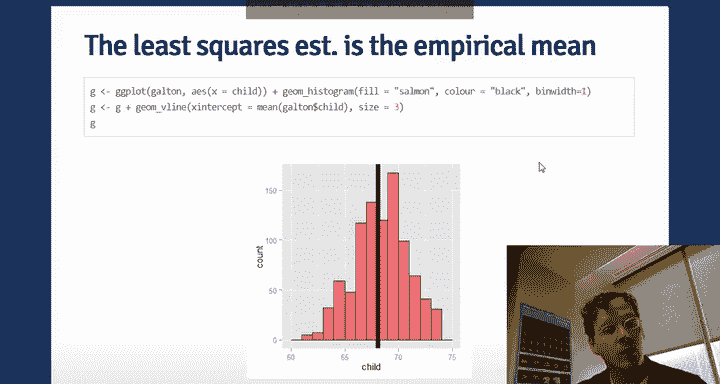 The least squares est. is the empirical mean
g <- ggplot(galton, aes(x = child)) + geom_histogram(fill = "salmon", colour = "black", binwidth=1)
g <- g + geom_vline(xintercept = mean(galton$child), size = 3)
g
150
100
50
0
count
60 65 70 75
child